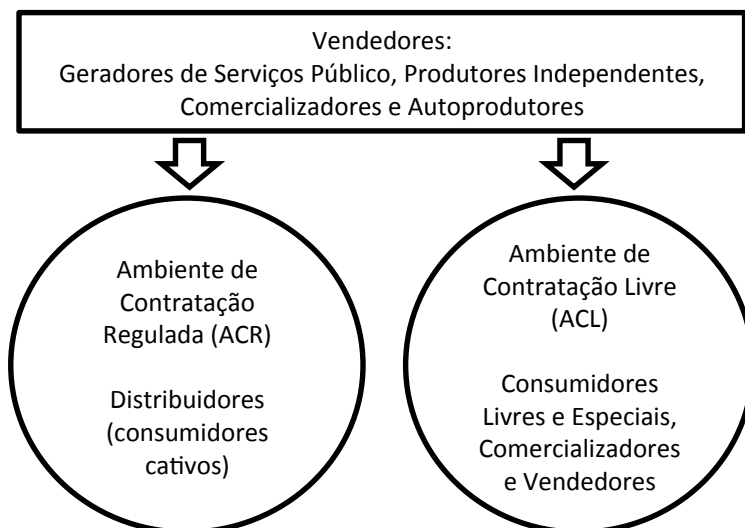 Vendedores:
Geradores de Serviços Público, Produtores Independentes,
Comercializadores e Autoprodutores
Ambiente de
Contratação
Regulada (ACR)
Distribuidores
(consumidores
cativos)
Ambiente de
Contratação Livre
(ACL)
Consumidores
Livres e Especiais,
Comercializadores
e Vendedores